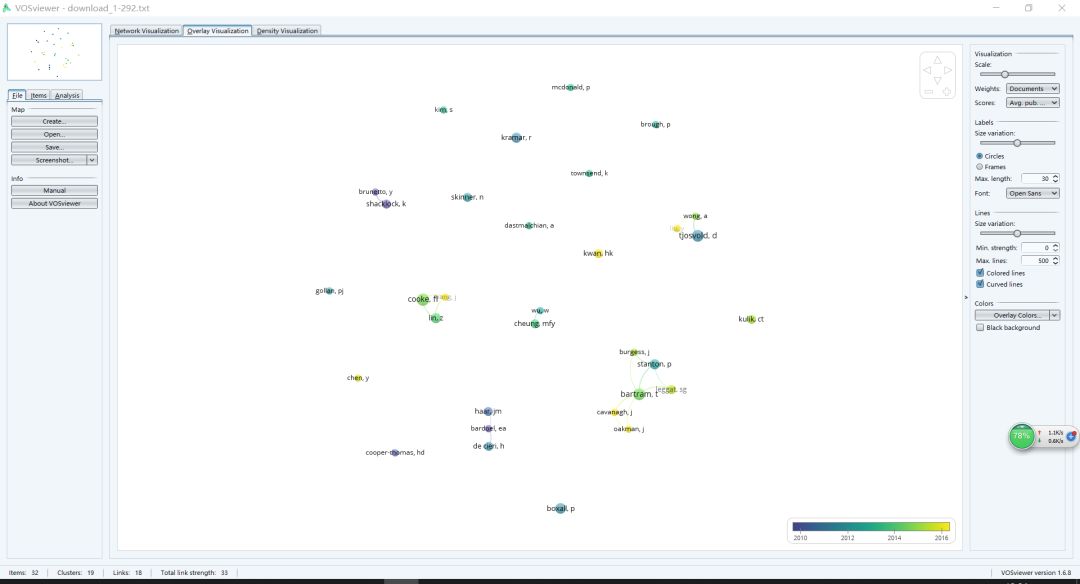 VOSviewer - download_1-292.txt
Network Visualization Overlay Visualization Density Visualization
File Items Analysis
Map
Create...
Open...
Save...
Screenshot...
Info
Manual
About VOSviewer
mcdonald, p
kim, s
brough, p
kramar, r
townsend, k
brunetto, y
shacklock, k
skinner, n
wong, a
dastmalchian, a
tjosvold, d
kwan, hk
gollan, pj
cooke, fl
lin, z
wu, w
cheung, mfy
kulik, ct
burgess, j
stanton, p
chen, y
leggat, sg
bartram, t
cavanagh, j
haar, jm
bardoel, ea
oakman, j
de cieri, h
cooper-thomas, hd
boxall, p
2010 2012 2014 2016
Visualization
Scale:
Weights: Documents
Scores: Avg. pub. ...
Labels
Size variation:
Circles
Frames
Max. length: 30
Font: Open Sans
Lines
Size variation:
Min. strength: 0
Max. lines: 500
Colored lines
Curved lines
Colors
Overlay Colors...
Black background
78%
1.1K/s
0.6K/s
Items: 32 Clusters: 19 Links: 18 Total link strength: 33
VOSviewer version 1.6.8